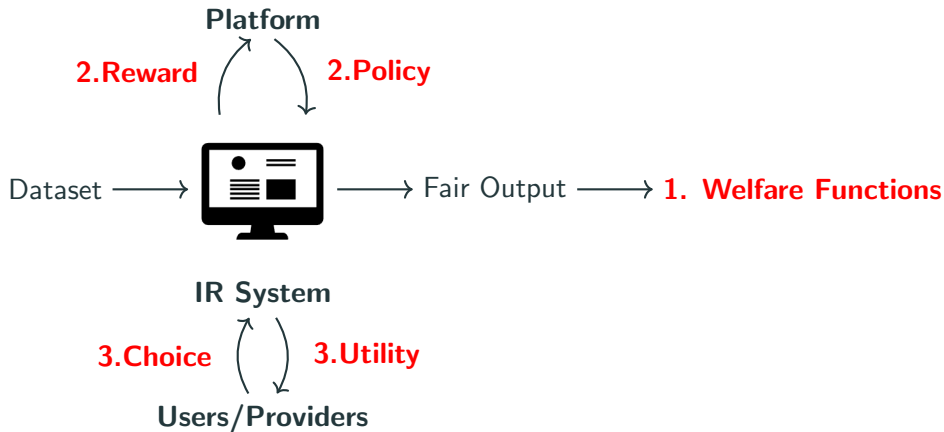 Platform
2.Reward
2.Policy
Dataset
Fair Output
1. Welfare Functions
IR System
3.Choice
3.Utility
Users/Providers